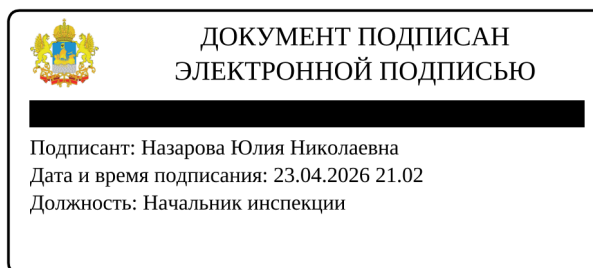 ДОКУМЕНТ ПОДПИСАН
ЭЛЕКТРОННОЙ ПОДПИСЬЮ
Подписант: Назарова Юлия Николаевна
Дата и время подписания: 23.04.2026 21.02
Должность: Начальник инспекции